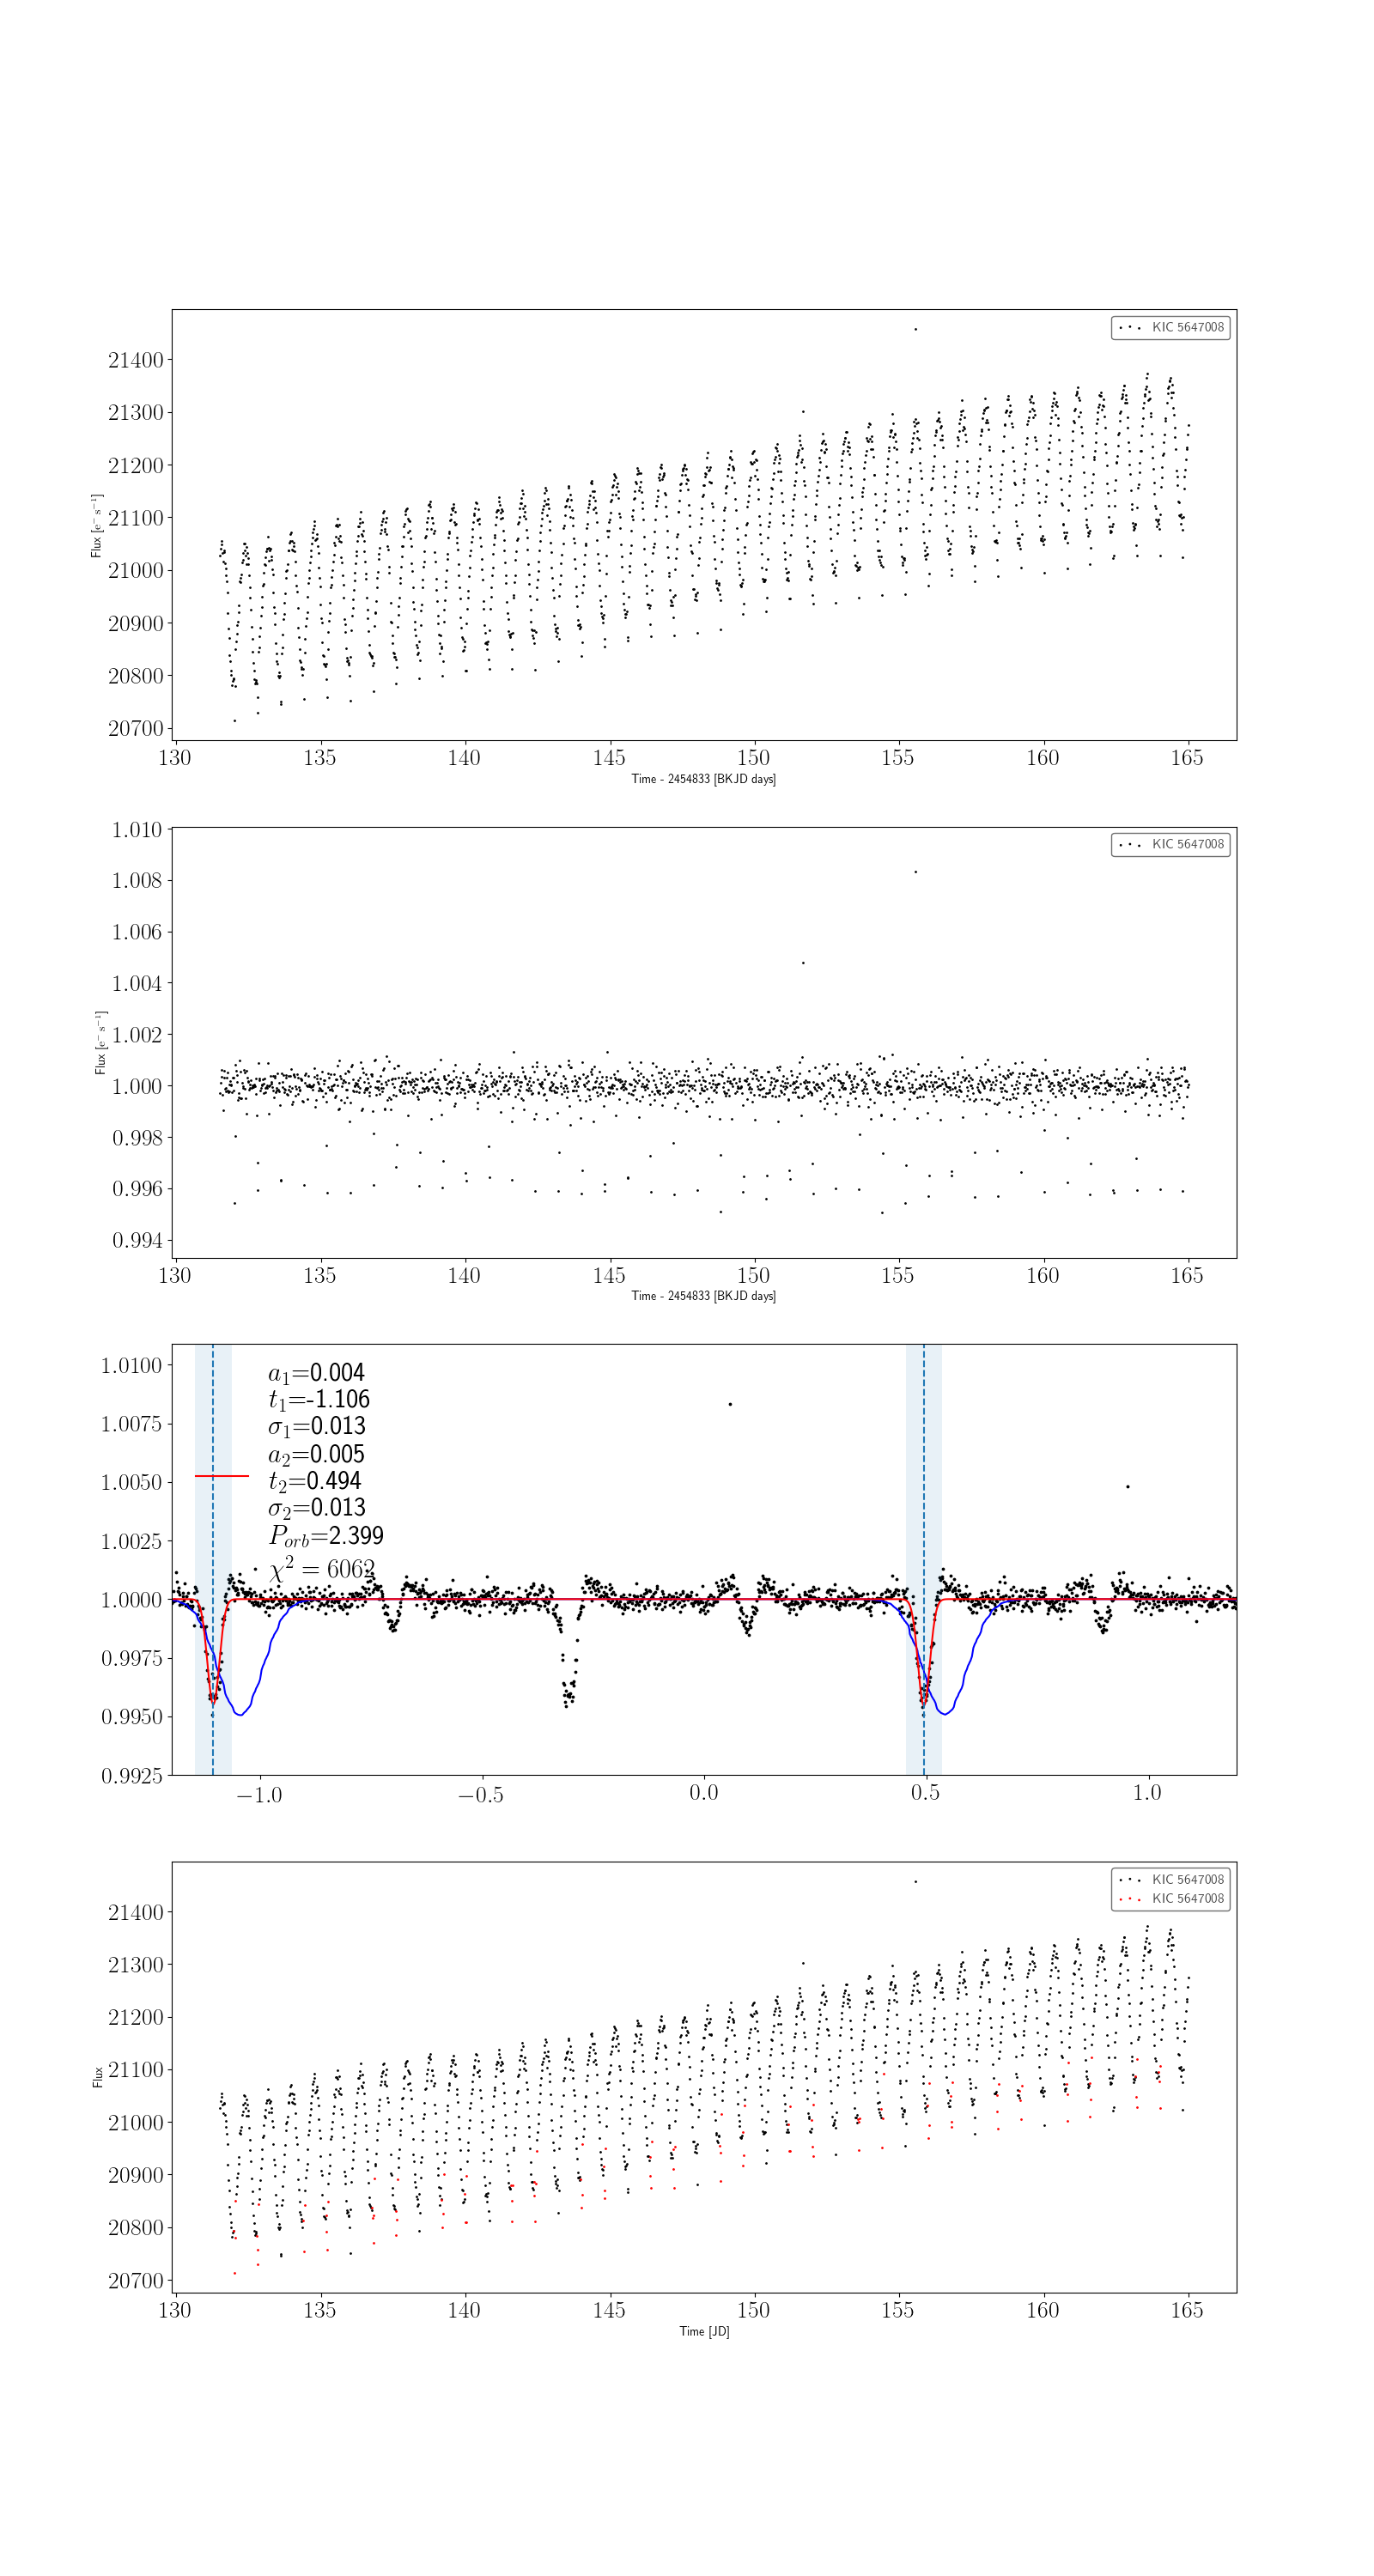 KIC 5647008
21400
21300
21200
21100
21000
20900
20800
20700
Flux [e⁻ s⁻¹]
130 135 140 145 150 155 160 165
Time - 2454833 [BKJD days]
KIC 5647008
1.010
1.008
1.006
1.004
1.002
1.000
0.998
0.996
0.994
Flux [e⁻ s⁻¹]
130 135 140 145 150 155 160 165
Time - 2454833 [BKJD days]
1.0100
1.0075
1.0050
1.0025
1.0000
0.9975
0.9950
0.9925
a₁=0.004
t₁=-1.106
σ₁=0.013
a₂=0.005
t₂=0.494
σ₂=0.013
P_orb=2.399
χ² = 6062
−1.0 −0.5 0.0 0.5 1.0
KIC 5647008
KIC 5647008
21400
21300
21200
21100
21000
20900
20800
20700
Flux
130 135 140 145 150 155 160 165
Time [JD]